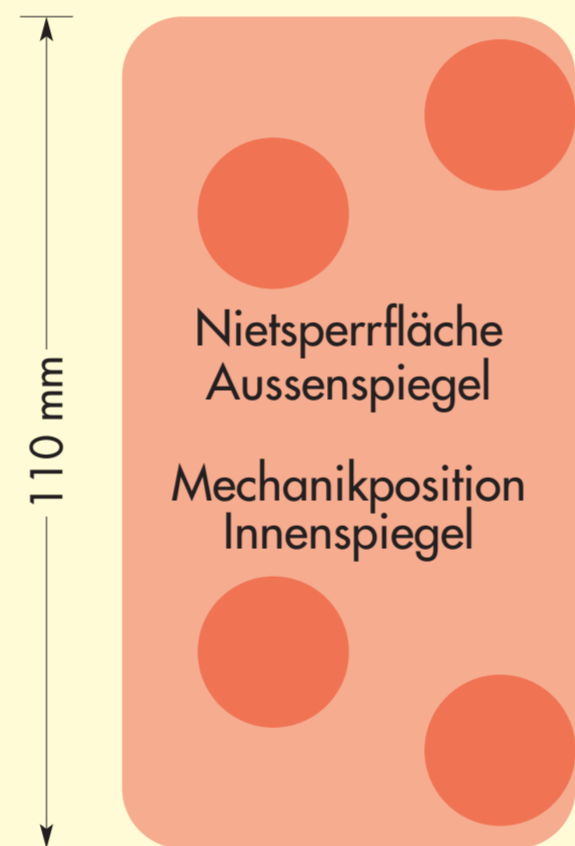 110 mm
Nietsperrfläche
Aussenspiegel
Mechanikposition
Innenspiegel